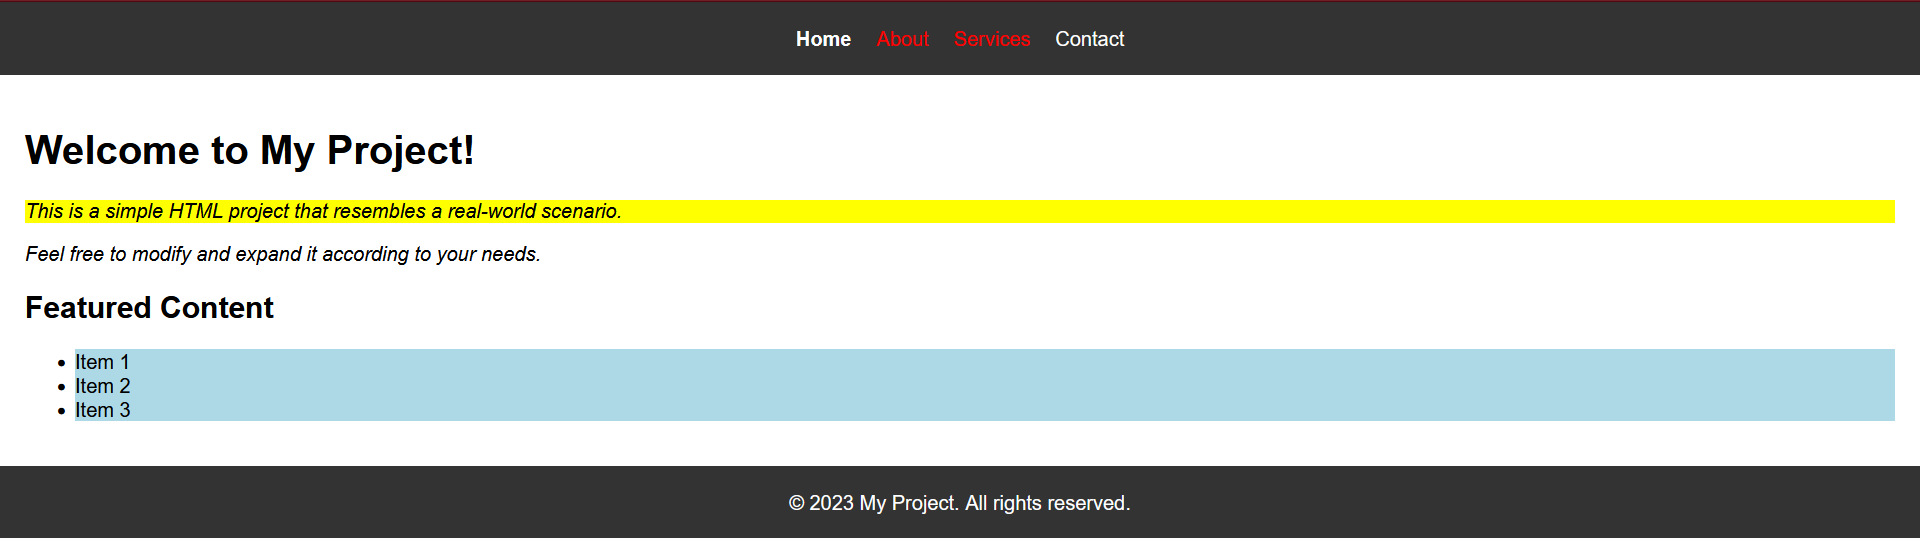 Home About Services Contact
Welcome to My Project!
This is a simple HTML project that resembles a real-world scenario.
Feel free to modify and expand it according to your needs.
Featured Content
Item 1
Item 2
Item 3
© 2023 My Project. All rights reserved.